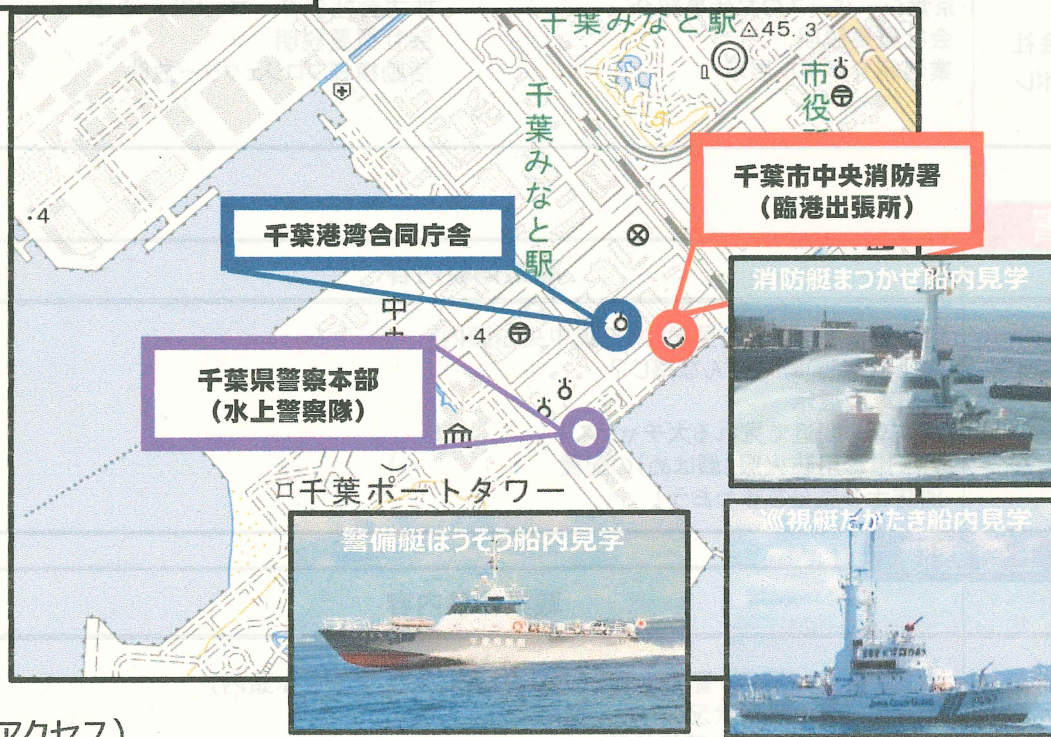 千葉みなと駅
45.3
市役所
千葉みなと駅
千葉市中央消防署
(臨港出張所)
千葉港湾合同庁舎
.4
消防艇まつかぜ船内見学
中央
.4
千葉県警察本部
(水上警察隊)
千葉ポートタワー
警備艇ぼうそう船内見学
巡視艇たかたき船内見学
アクセス)